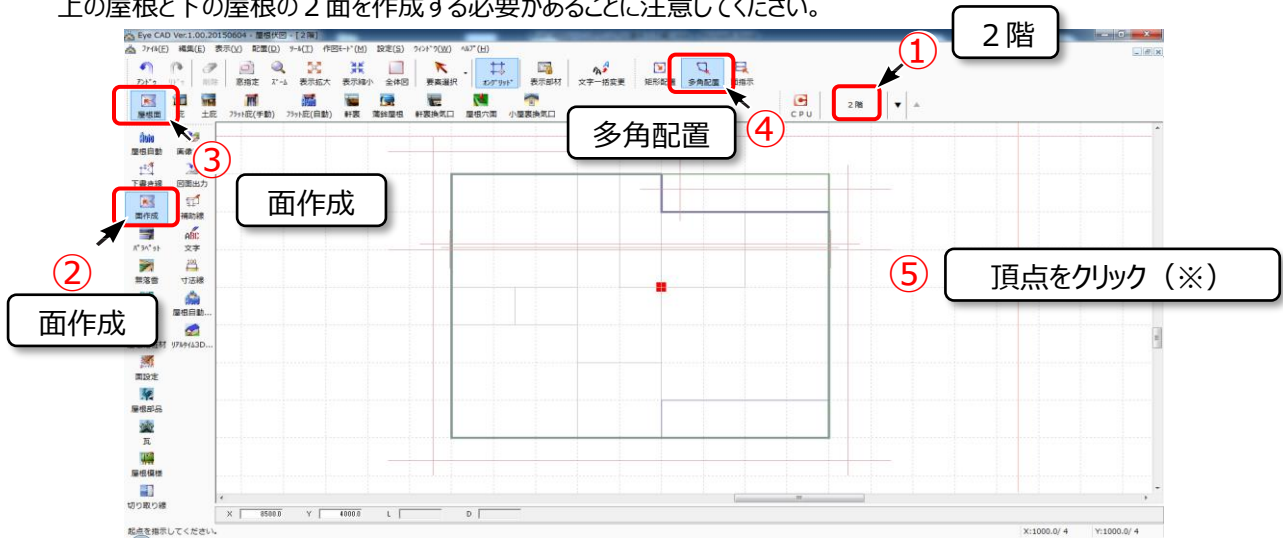 上の屋根と下の屋根の２面を作成する必要があることに注意してください。
Eye CAD Ver.1.00.20150604 - 屋根伏図 - [２階]
ファイル(F) 編集(E) 表示(V) 配置(D) ツール(T) 作図モード(M) 設定(S) ウィンドウ(W) ヘルプ(H)
アンドゥ リドゥ 削除 窓指定 ズーム 表示拡大 表示縮小 全体図 要素選択 オングリッド 表示部材 文字一括変更 矩形配置 多角配置
屋根面 土庇 フラット庇(手動) フラット庇(自動) 軒裏 軒裏換気口 屋根穴面 小屋裏換気口 CPU 2階
①
２階
④
多角配置
③
屋根自動
下書き線 図面出力
面作成
面作成 補助線
パラペット 文字
②
無落雪 寸法線
屋根自動...
面作成
リアルタイム3D...
⑤
頂点をクリック（※）
面設定
屋根部品
瓦
屋根模様
切り取り線
X 8500.0 Y 4000.0 L D
起点を指示してください。 X:1000.0/ 4 Y:1000.0/ 4